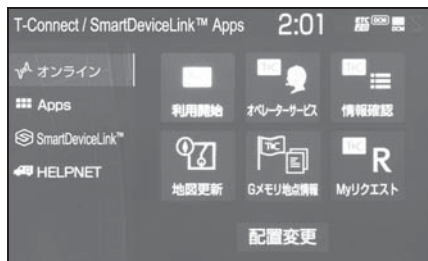 T-Connect / SmartDeviceLink™ Apps 2:01
オンライン
Apps
SmartDeviceLink™
HELPNET
利用開始
オペレーターサービス
情報確認
地図更新
Gメモリ地点情報
Myリクエスト
配置変更